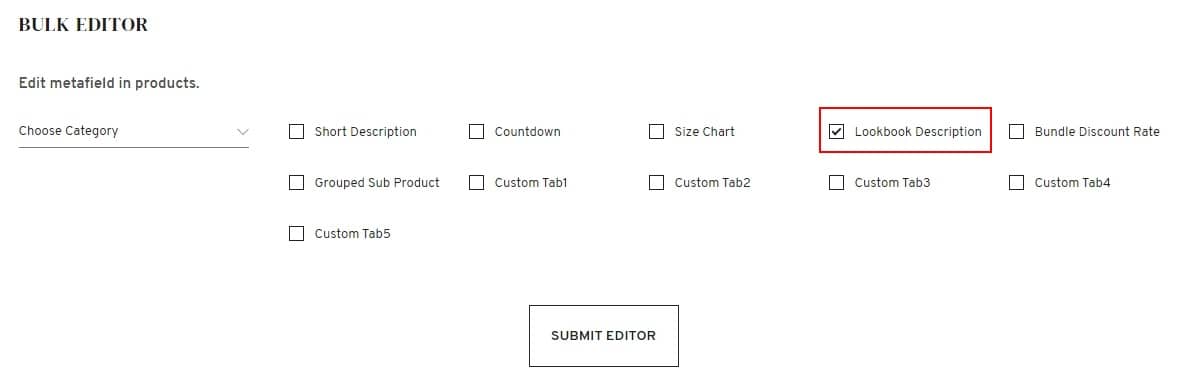 BULK EDITOR
Edit metafield in products.
Choose Category
Short Description
Countdown
Size Chart
Lookbook Description
Bundle Discount Rate
Grouped Sub Product
Custom Tab1
Custom Tab2
Custom Tab3
Custom Tab4
Custom Tab5
SUBMIT EDITOR